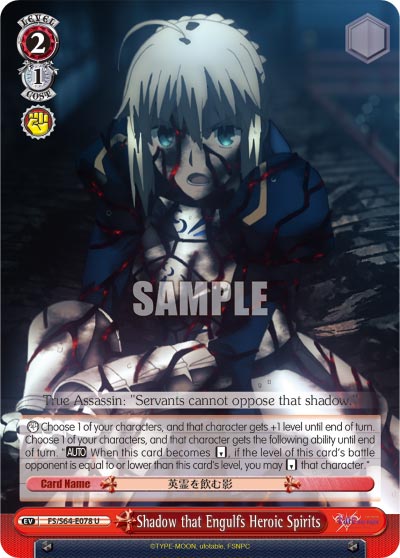 LEVEL
2
1
COST
SAMPLE
True Assassin: "Servants cannot oppose that shadow."
Choose 1 of your characters, and that character gets +1 level until end of turn.
Choose 1 of your characters, and that character gets the following ability until end
of turn. "AUTO When this card becomes , if the level of this card's battle
opponent is equal to or lower than this card's level, you may that character."
Card Name 英霊を飲む影
EV FS/S64-E078 U Shadow that Engulfs Heroic Spirits
©TYPE-MOON, ufotable, FSNPC